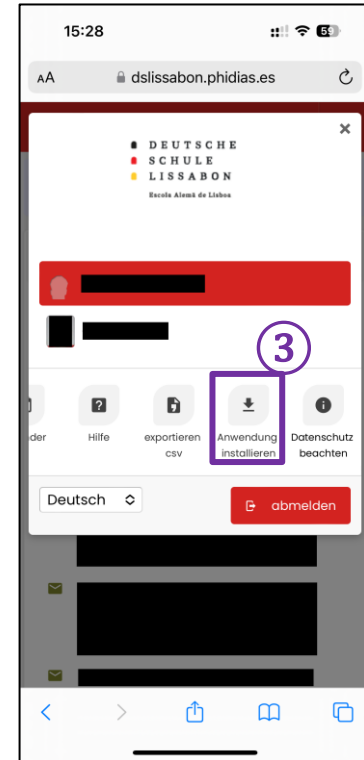 15:28
59
AA dslissabon.phidias.es
×
DEUTSCHE
SCHULE
LISSABON
Escola Alemã de Lisboa
3
der Hilfe exportieren csv Anwendung installieren Datenschutz beachten
Deutsch abmelden